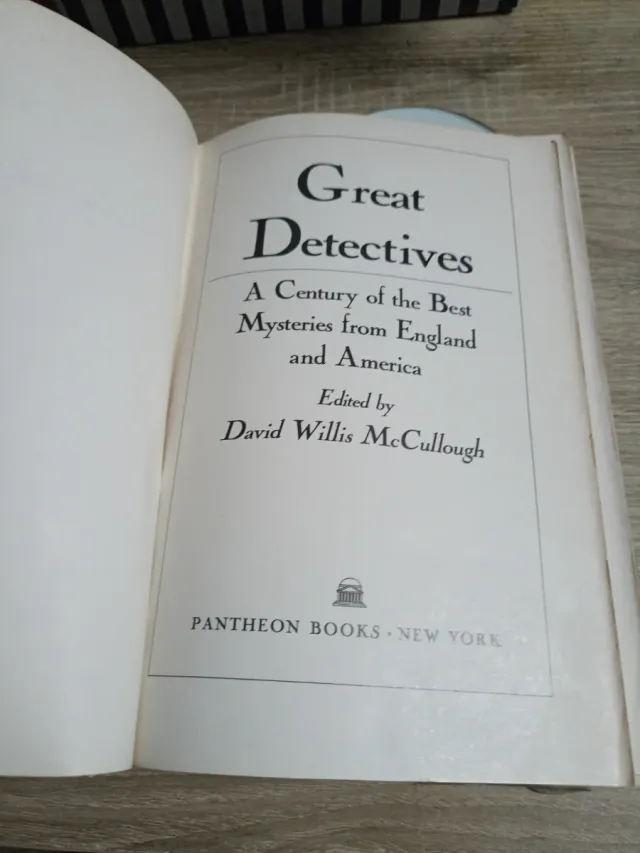 Great
Detectives
A Century of the Best
Mysteries from England
and America
Edited by
David Willis McCullough
PANTHEON BOOKS · NEW YORK